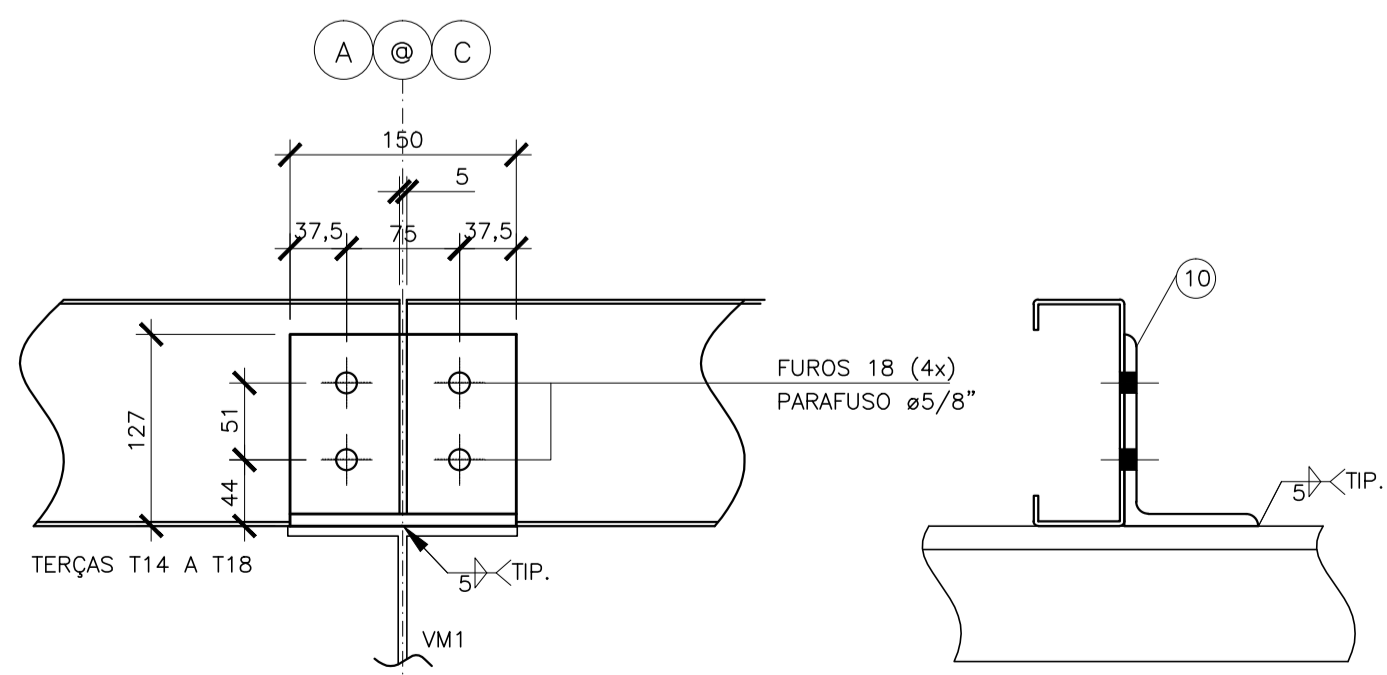 A @ C
150
5
37,5 75 37,5
10
FUROS 18 (4x)
PARAFUSO ø5/8”
127
51
44
5 TIP.
TERÇAS T14 A T18
5 TIP.
VM1